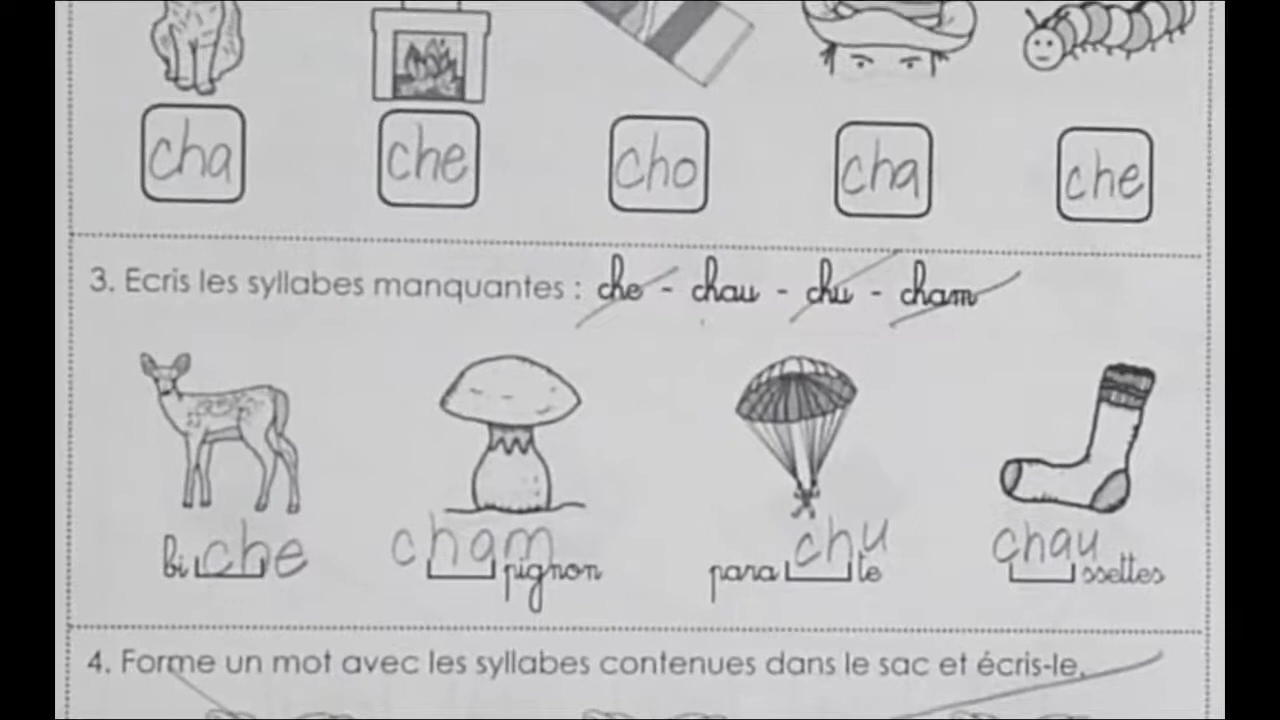 cha che cho cha che
3. Ecris les syllabes manquantes : che - chau - chu - cham
biche champignon parachute chaussettes
4. Forme un mot avec les syllabes contenues dans le sac et écris-le.